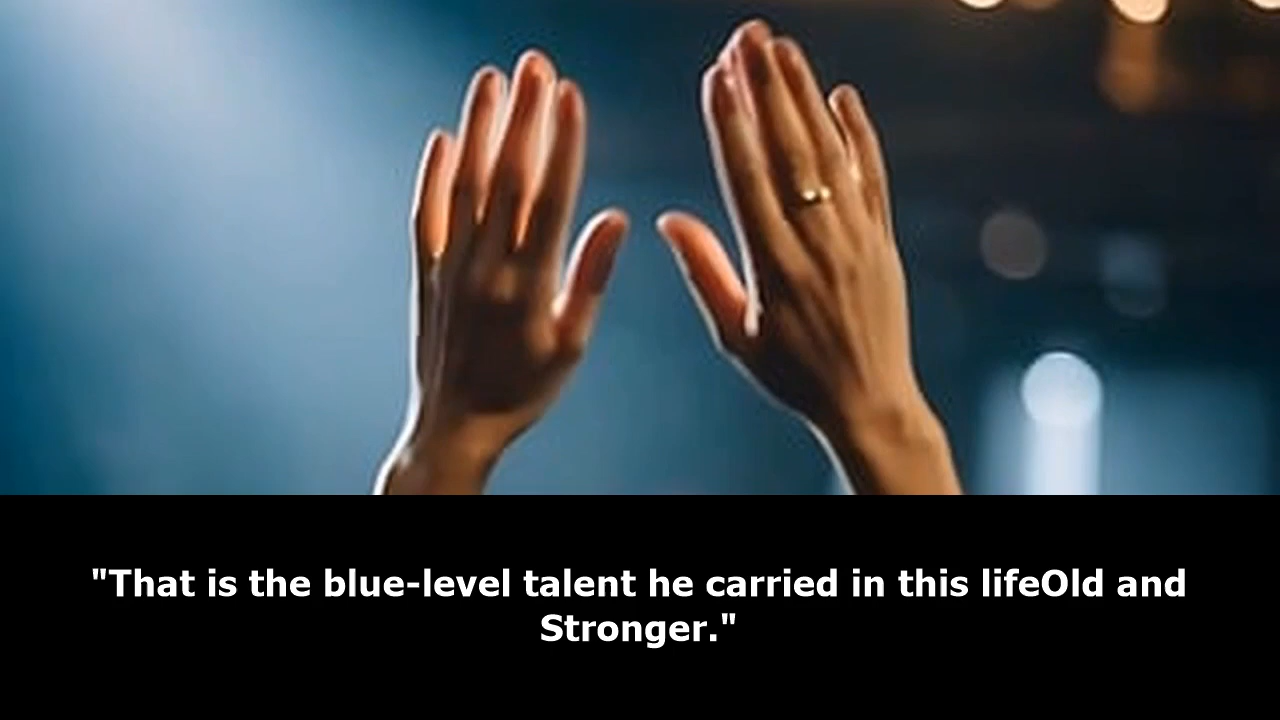 "That is the blue-level talent he carried in this lifeOld and
Stronger."